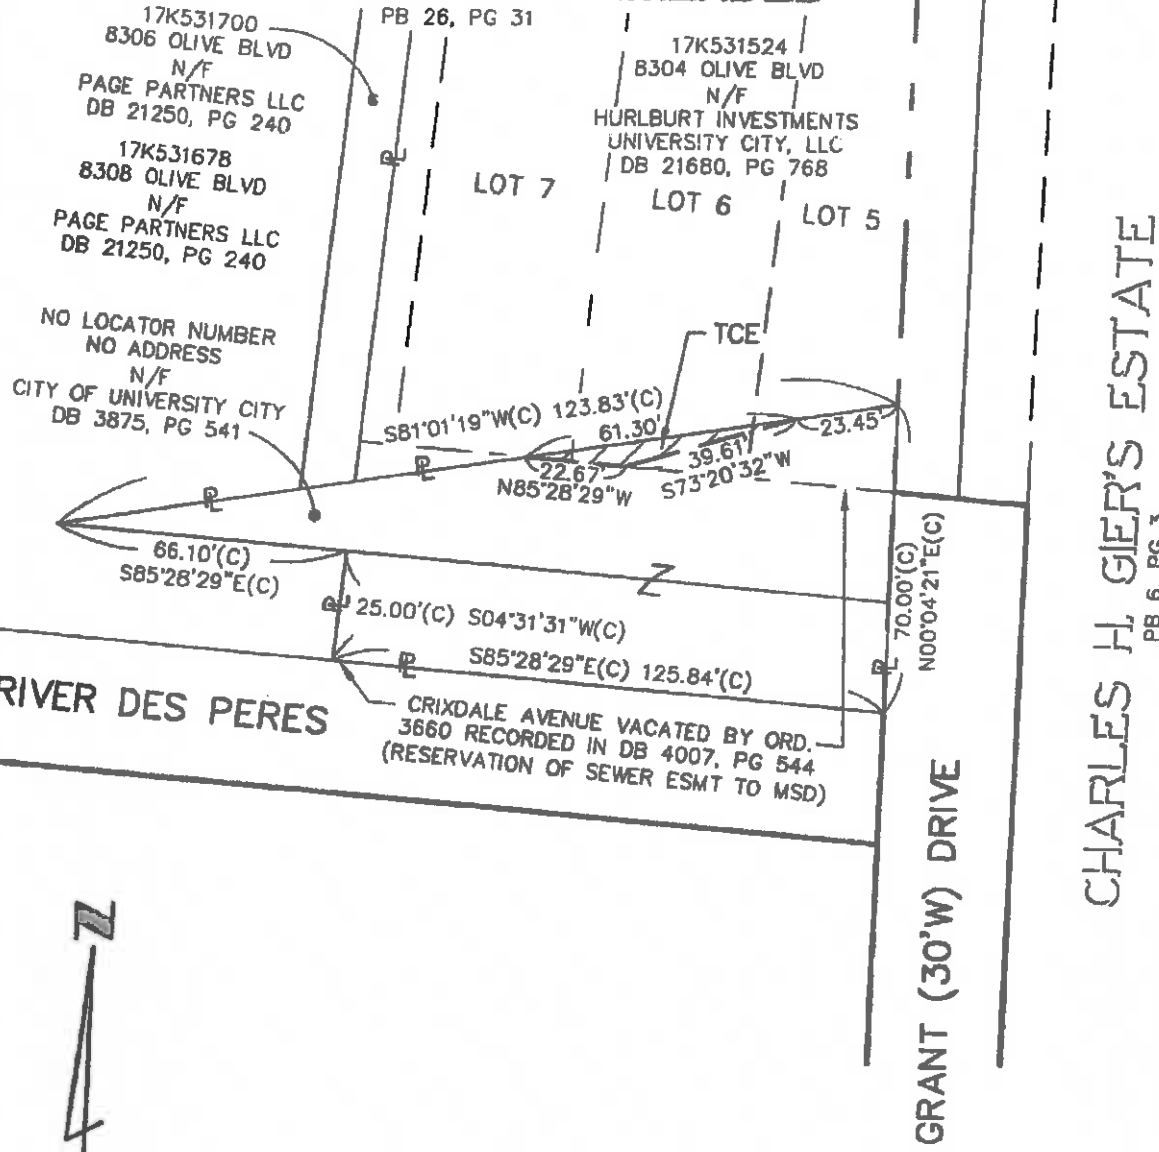 17K531700
8306 OLIVE BLVD
N/F
PAGE PARTNERS LLC
DB 21250, PG 240
17K531678
8308 OLIVE BLVD
N/F
PAGE PARTNERS LLC
DB 21250, PG 240
NO LOCATOR NUMBER
NO ADDRESS
N/F
CITY OF UNIVERSITY CITY
DB 3875, PG 541
PB 26, PG 31
17K531524
8304 OLIVE BLVD
N/F
HURLBURT INVESTMENTS
UNIVERSITY CITY, LLC
DB 21680, PG 768
LOT 7
LOT 6
LOT 5
TCE
S81°01'19"W(C) 123.83'(C)
61.30'
23.45'
39.61'
S73°20'32"W
22.67'
N85°28'29"W
66.10'(C)
S85°28'29"E(C)
25.00'(C) S04°31'31"W(C)
S85°28'29"E(C) 125.84'(C)
70.00'(C)
N00°04'21"E(C)
RIVER DES PERES
CRIXDALE AVENUE VACATED BY ORD.
3660 RECORDED IN DB 4007, PG 544
(RESERVATION OF SEWER ESMT TO MSD)
GRANT (30'W) DRIVE
CHARLES H. GIER'S ESTATE
PB 6, PG 3
N